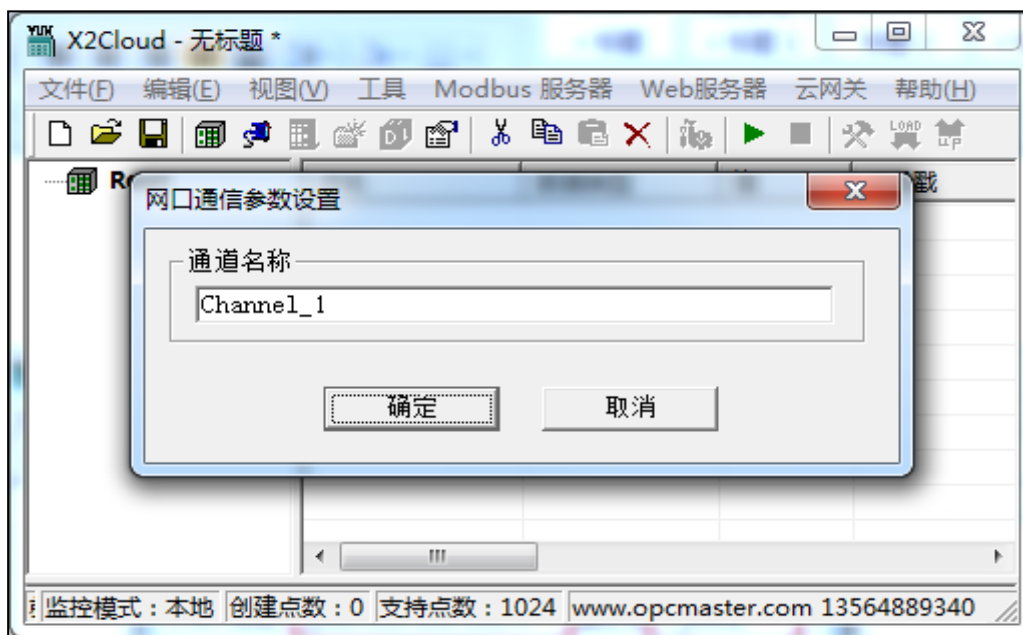 X2Cloud - 无标题 *
文件(F) 编辑(E) 视图(V) 工具 Modbus 服务器 Web服务器 云网关 帮助(H)
LOAD UP
网口通信参数设置
戳
通道名称
Channel_1
确定 取消
监控模式：本地 创建点数：0 支持点数：1024 www.opcmaster.com 13564889340